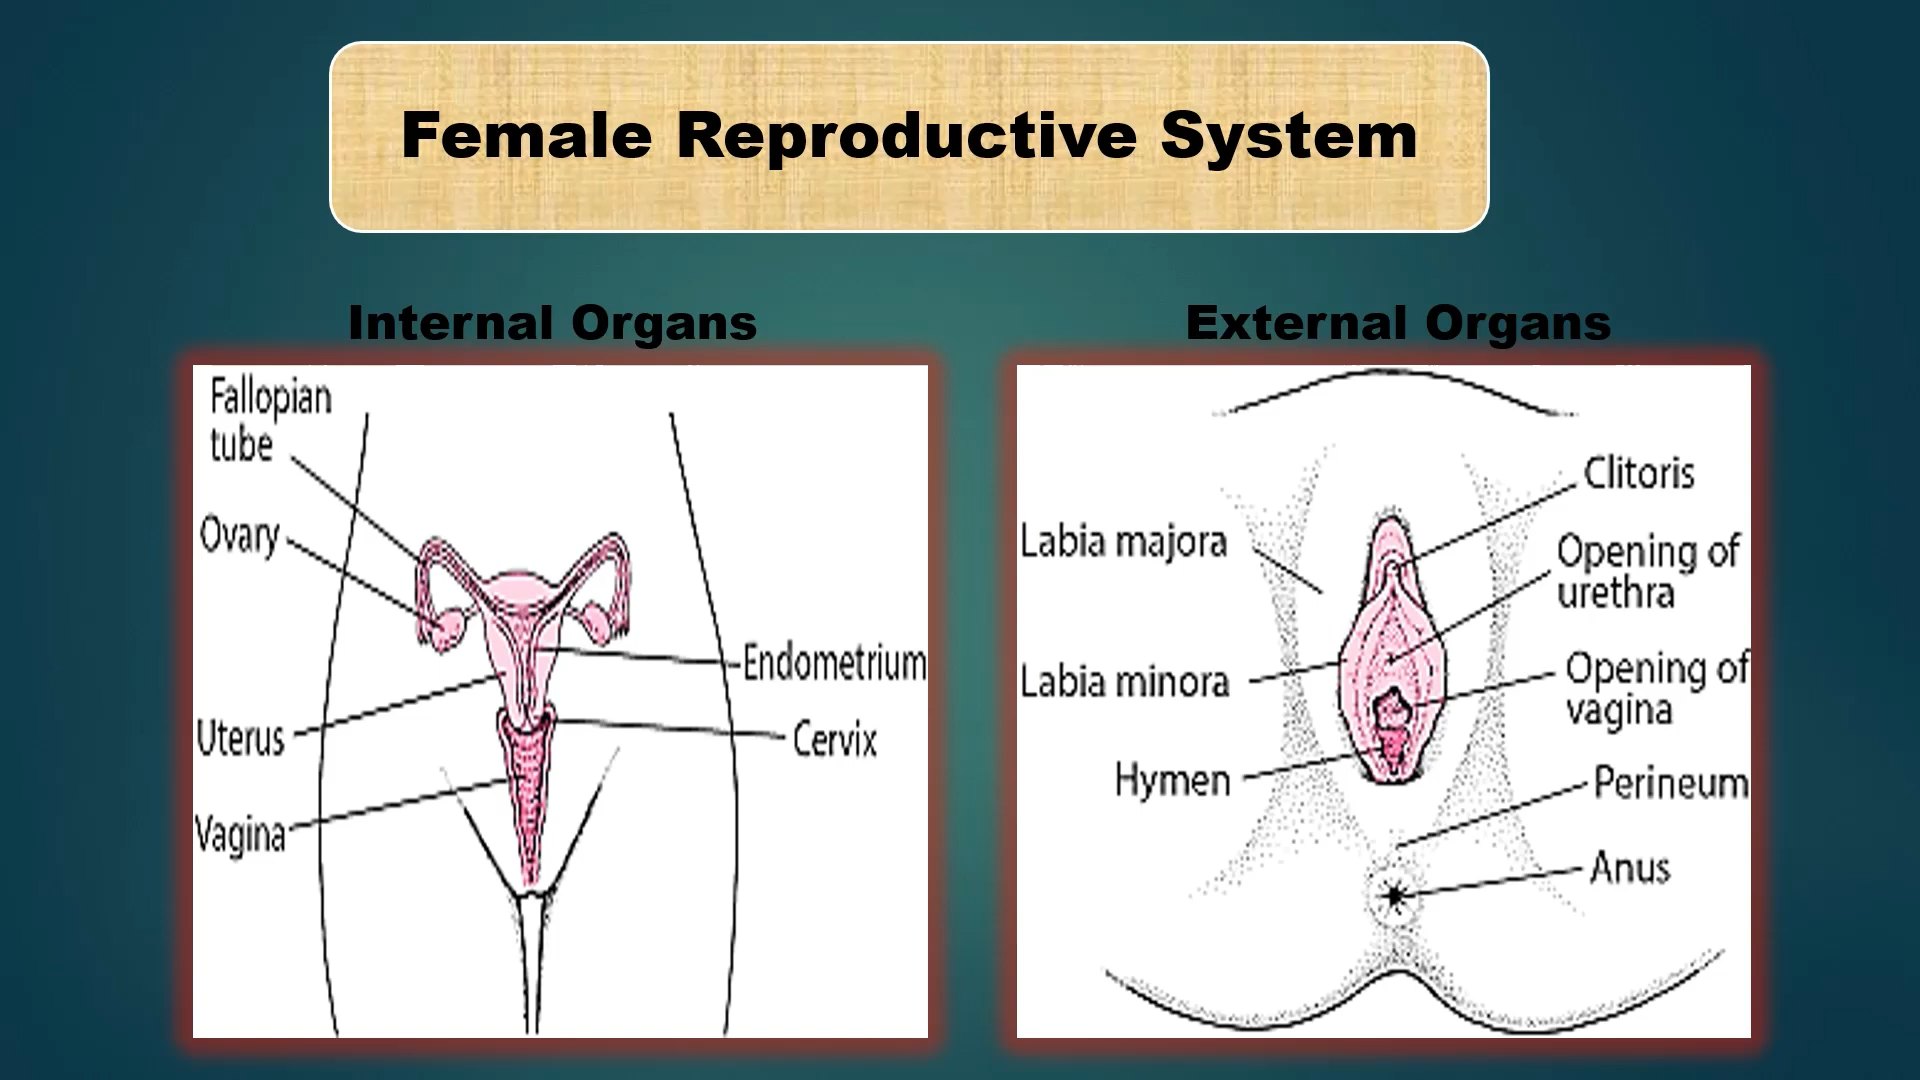 Female Reproductive System
Internal Organs
Fallopian
tube
Ovary
Endometrium
Uterus
Cervix
Vagina
External Organs
Clitoris
Labia majora
Opening of
urethra
Labia minora
Opening of
vagina
Hymen
Perineum
Anus